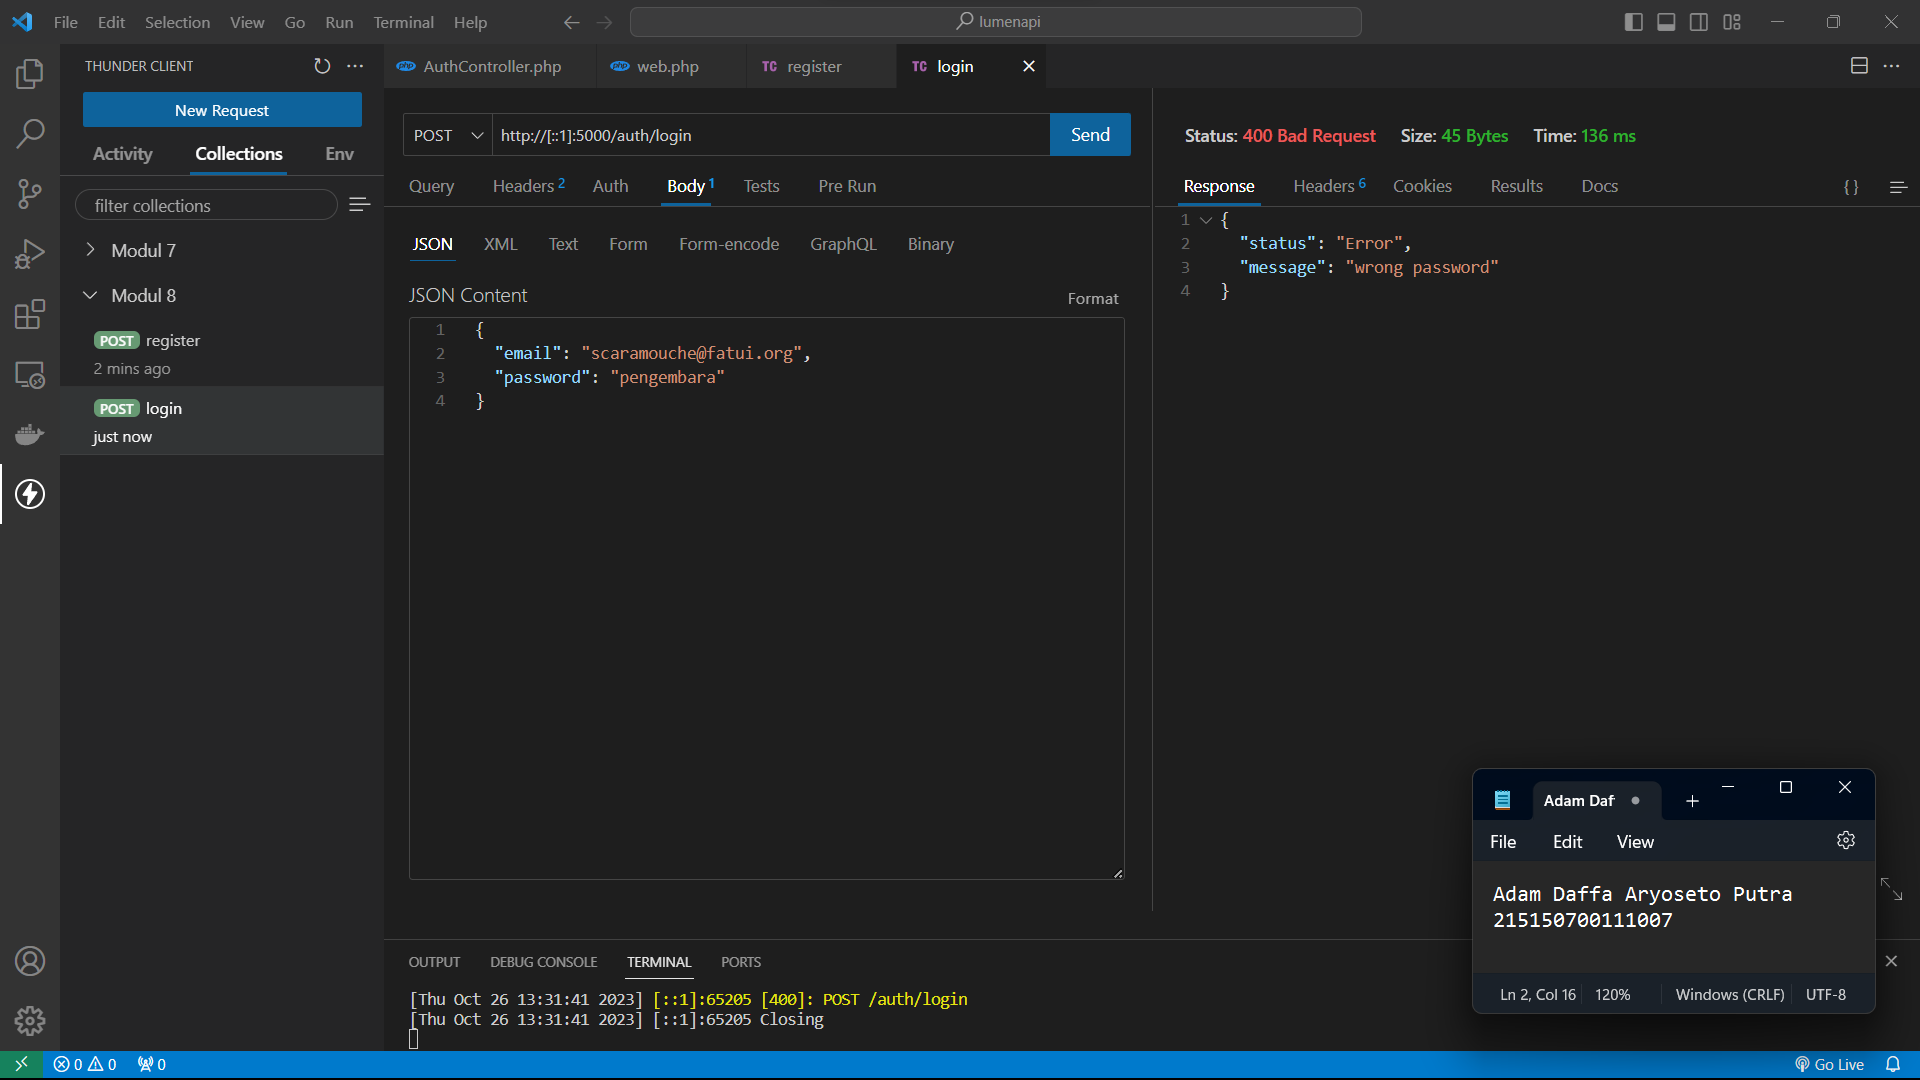 File Edit Selection View Go Run Terminal Help
lumenapi
THUNDER CLIENT
New Request
Activity Collections Env
filter collections
Modul 7
Modul 8
POST register
2 mins ago
POST login
just now
AuthController.php
web.php
TC register
TC login
POST http://[::1]:5000/auth/login Send
Query Headers 2 Auth Body 1 Tests Pre Run
JSON XML Text Form Form-encode GraphQL Binary
JSON Content
Format
1 {
2 "email": "scaramouche@fatui.org",
3 "password": "pengembara"
4 }
Status: 400 Bad Request Size: 45 Bytes Time: 136 ms
Response Headers 6 Cookies Results Docs
{ }
1 {
2 "status": "Error",
3 "message": "wrong password"
4 }
OUTPUT DEBUG CONSOLE TERMINAL PORTS
[Thu Oct 26 13:31:41 2023] [::1]:65205 [400]: POST /auth/login
[Thu Oct 26 13:31:41 2023] [::1]:65205 Closing
Adam Daf
File Edit View
Adam Daffa Aryoseto Putra
215150700111007
Ln 2, Col 16 120% Windows (CRLF) UTF-8
0 0 0
Go Live